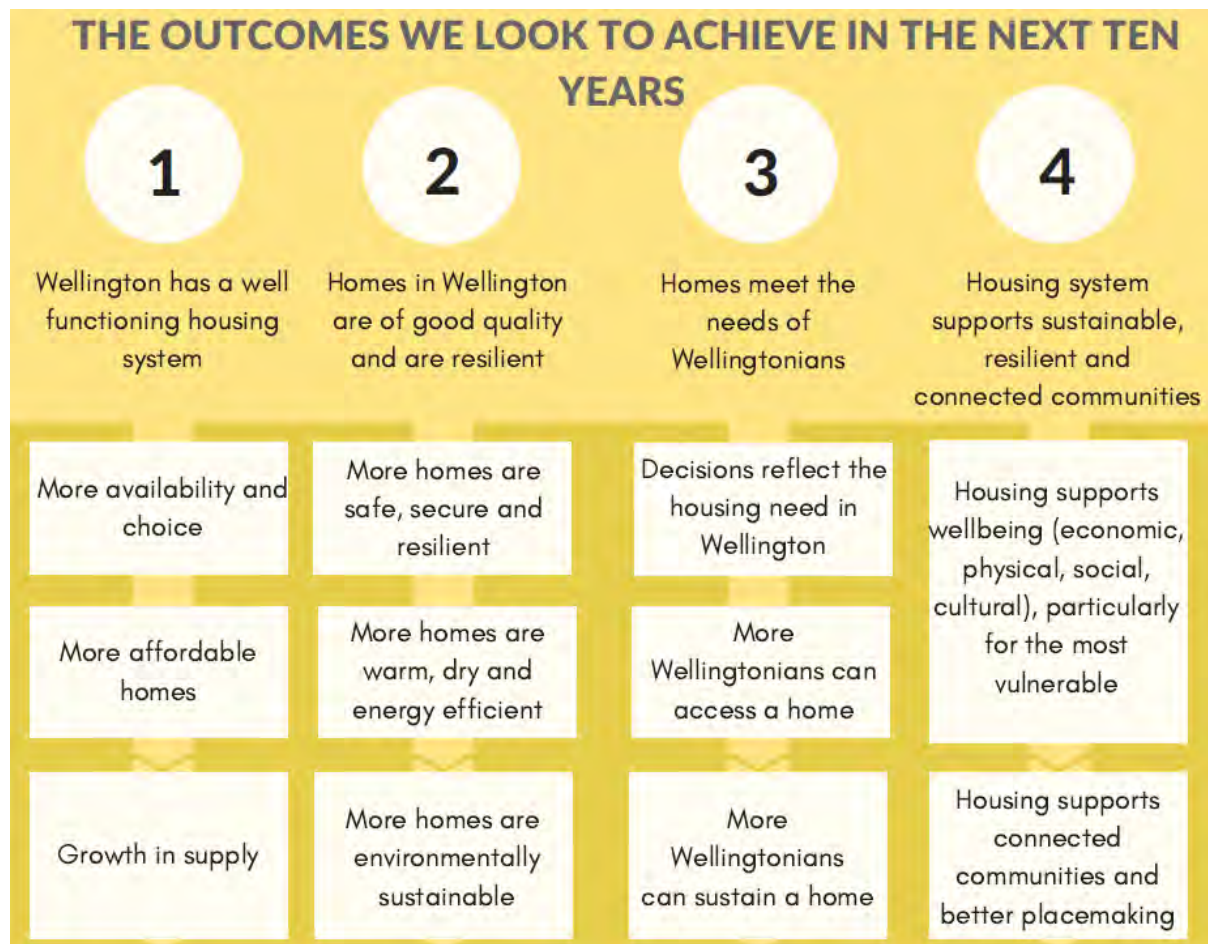 THE OUTCOMES WE LOOK TO ACHIEVE IN THE NEXT TEN
YEARS
1
Wellington has a well
functioning housing
system
More availability and
choice
More affordable
homes
Growth in supply
2
Homes in Wellington
are of good quality
and are resilient
More homes are
safe, secure and
resilient
More homes are
warm, dry and
energy efficient
More homes are
environmentally
sustainable
3
Homes meet the
needs of
Wellingtonians
Decisions reflect the
housing need in
Wellington
More
Wellingtonians can
access a home
More
Wellingtonians
can sustain a home
4
Housing system
supports sustainable,
resilient and
connected communities
Housing supports
wellbeing (economic,
physical, social,
cultural), particularly
for the most
vulnerable
Housing supports
connected
communities and
better placemaking